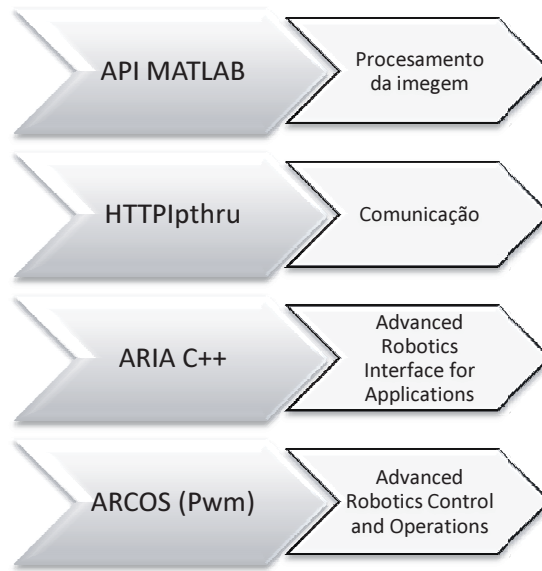 API MATLAB
Procesamento
da imegem
HTTPIpthru
Comunicação
ARIA C++
Advanced
Robotics
Interface for
Applications
ARCOS (Pwm)
Advanced
Robotics Control
and Operations